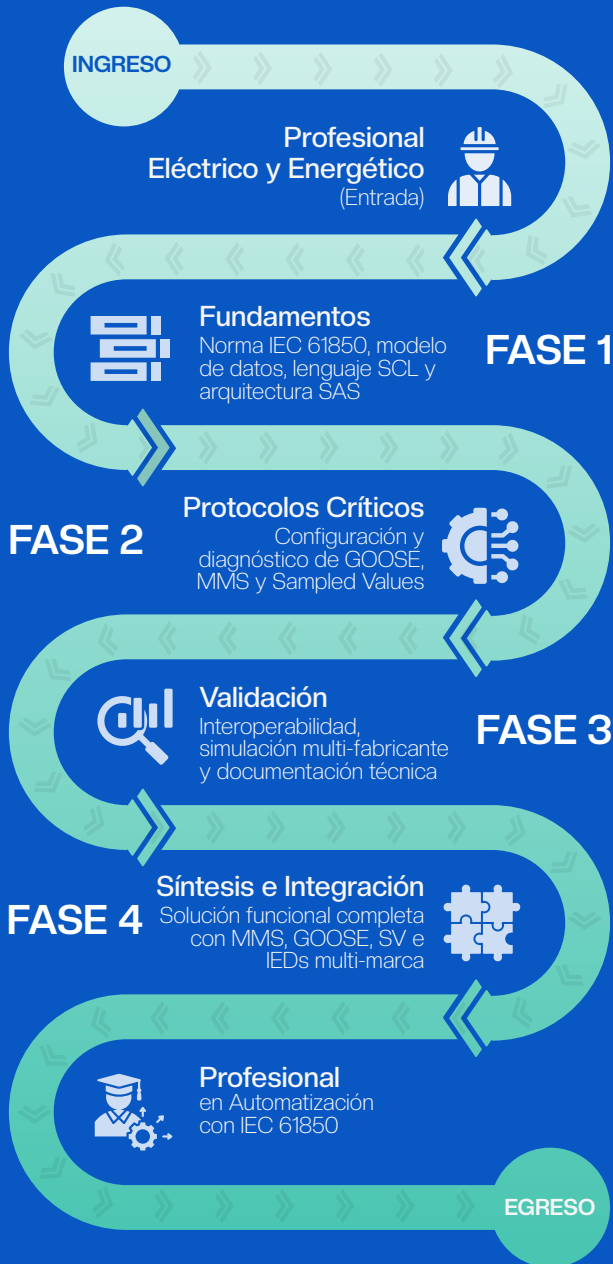 INGRESO
Profesional
Eléctrico y Energético
(Entrada)
Fundamentos
Norma IEC 61850, modelo
de datos, lenguaje SCL y
arquitectura SAS
FASE 1
FASE 2
Protocolos Críticos
Configuración y
diagnóstico de GOOSE,
MMS y Sampled Values
Validación
Interoperabilidad,
simulación multi-fabricante
y documentación técnica
FASE 3
FASE 4
Síntesis e Integración
Solución funcional completa
con MMS, GOOSE, SV e
IEDs multi-marca
Profesional
en Automatización
con IEC 61850
EGRESO